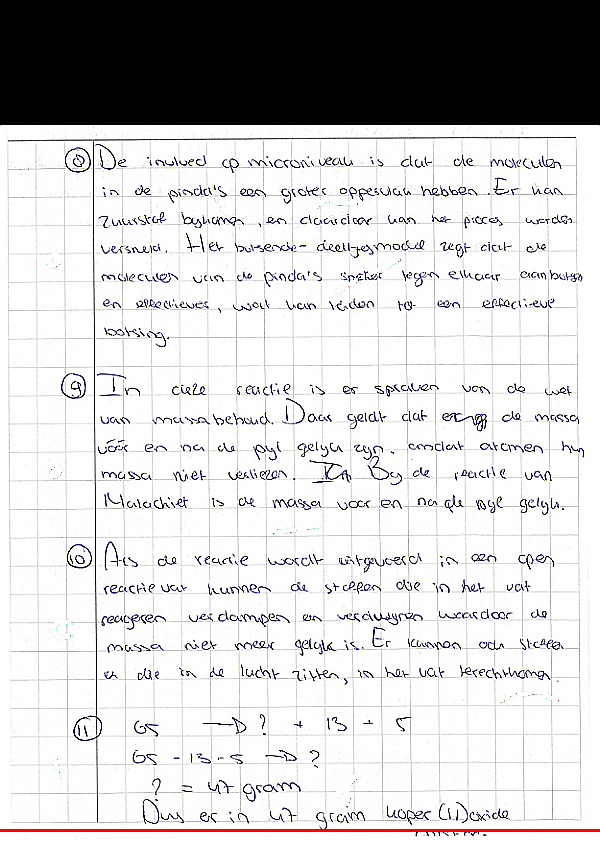 ⑧ De invloed op microniveau is dat de moleculen
in de pinda's een groter oppervlak hebben. Er kan
zuurstof bijkomen, en daardoor kan het proces worden
versneld. Het botsende-deeltjesmodel zegt dat de
moleculen van de pinda's sneller tegen elkaar aanbotsen
en effectiever, wat kan leiden tot een effectieve
botsing.
⑨ In deze reactie is er spraken van de wet
van massabehoud. Daar geldt dat de massa
vóór en na de pijl gelijk zijn, omdat atomen hun
massa niet verliezen. Bij de reactie van
Malachiet is de massa voor en na de pijl gelijk.
⑩ Als de reactie wordt uitgevoerd in een open
reactievat kunnen de stoffen die in het vat
reageren verdampen en verdwijnen waardoor de
massa niet meer gelijk is. Er kunnen ook stoffen
die in de lucht zitten, in het vat terechtkomen.
⑪ 65 → ? + 13 + 5
65 - 13 - 5 → ?
? = 47 gram
Dus er in 47 gram koper(II)oxide